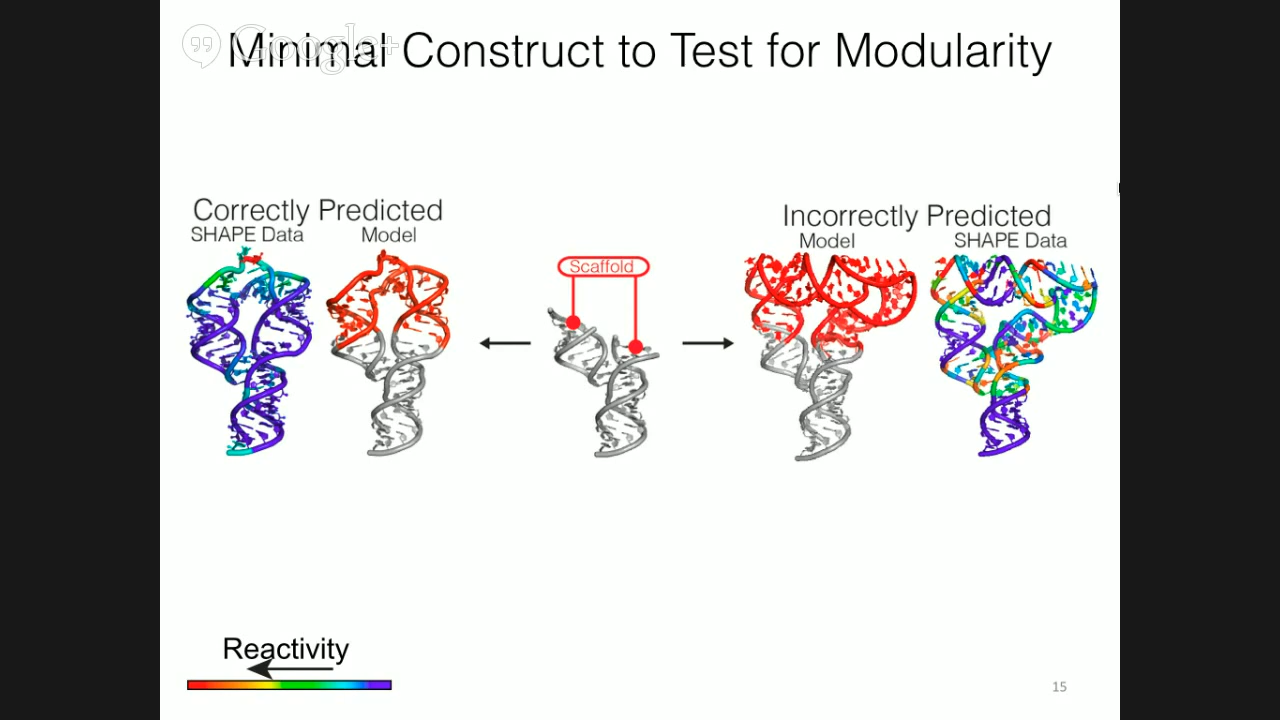 Minimal Construct to Test for Modularity
Google+
Correctly Predicted
SHAPE Data
Model
Scaffold
Incorrectly Predicted
Model
SHAPE Data
Reactivity
15